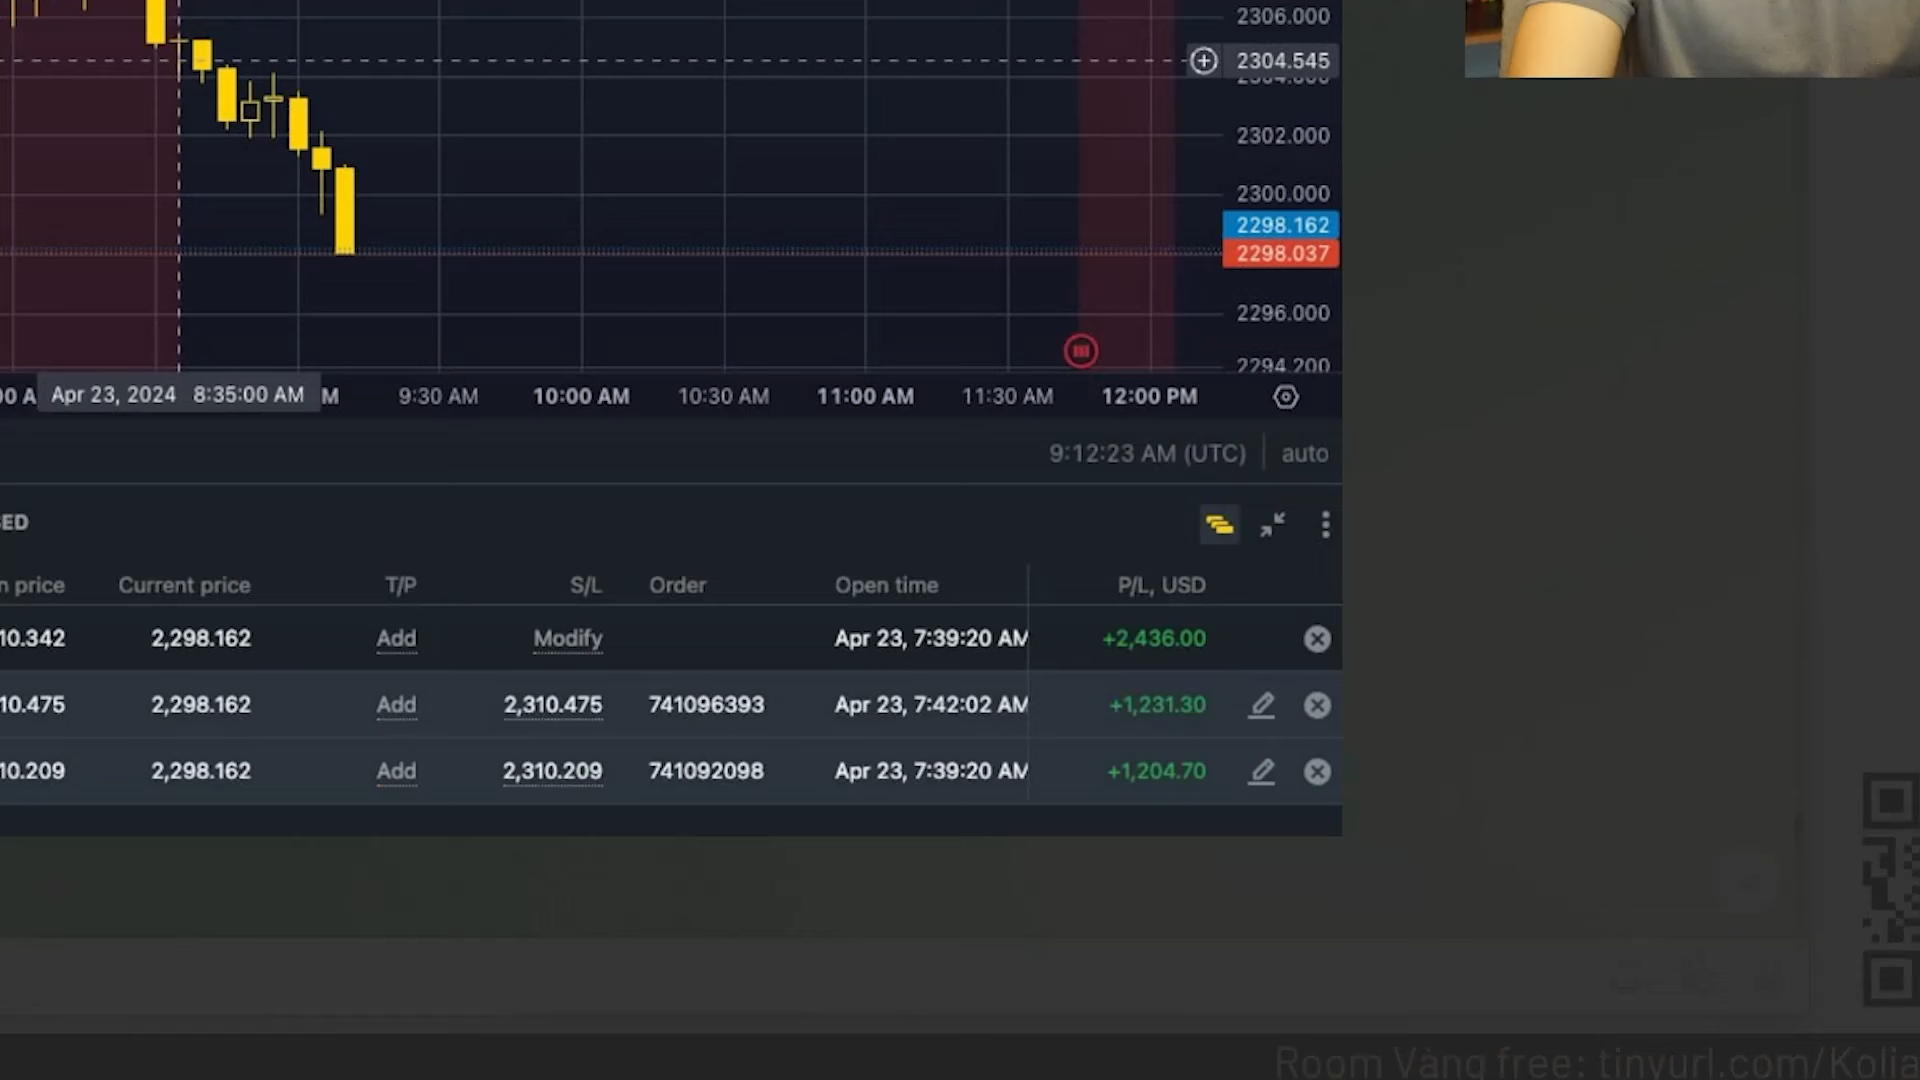 2306.000
2304.545
2302.000
2300.000
2298.162
2298.037
2296.000
2294.200
00 A Apr 23, 2024 8:35:00 AM M 9:30 AM 10:00 AM 10:30 AM 11:00 AM 11:30 AM 12:00 PM
9:12:23 AM (UTC) auto
SED
n price Current price T/P S/L Order Open time P/L, USD
10.342 2,298.162 Add Modify Apr 23, 7:39:20 AM +2,436.00
10.475 2,298.162 Add 2,310.475 741096393 Apr 23, 7:42:02 AM +1,231.30
10.209 2,298.162 Add 2,310.209 741092098 Apr 23, 7:39:20 AM +1,204.70
Room Vàng free: tinyurl.com/Kolia